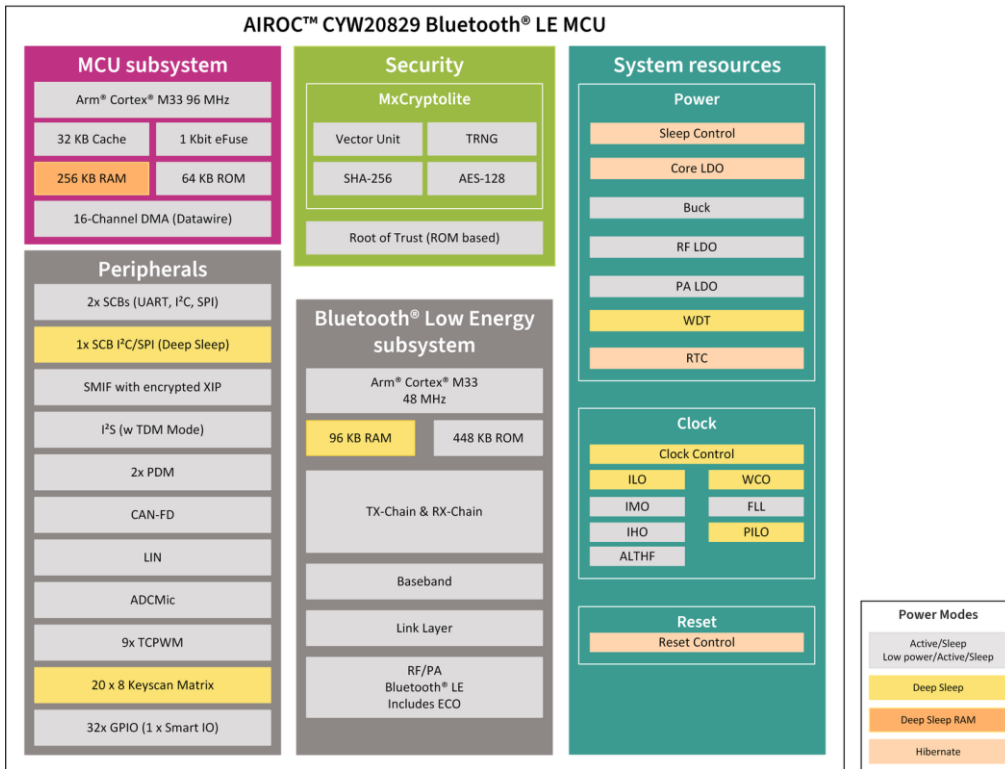 AIROC™ CYW20829 Bluetooth® LE MCU
MCU subsystem
Arm® Cortex® M33 96 MHz
32 KB Cache
1 Kbit eFuse
256 KB RAM
64 KB ROM
16-Channel DMA (Datawire)
Peripherals
2x SCBs (UART, I²C, SPI)
1x SCB I²C/SPI (Deep Sleep)
SMIF with encrypted XIP
I²S (w TDM Mode)
2x PDM
CAN-FD
LIN
ADCMic
9x TCPWM
20 x 8 Keyscan Matrix
32x GPIO (1 x Smart IO)
Security
MxCryptolite
Vector Unit
TRNG
SHA-256
AES-128
Root of Trust (ROM based)
Bluetooth® Low Energy
subsystem
Arm® Cortex® M33
48 MHz
96 KB RAM
448 KB ROM
TX-Chain & RX-Chain
Baseband
Link Layer
RF/PA
Bluetooth® LE
Includes ECO
System resources
Power
Sleep Control
Core LDO
Buck
RF LDO
PA LDO
WDT
RTC
Clock
Clock Control
ILO
WCO
IMO
FLL
IHO
PILO
ALTHF
Reset
Reset Control
Power Modes
Active/Sleep
Low power/Active/Sleep
Deep Sleep
Deep Sleep RAM
Hibernate